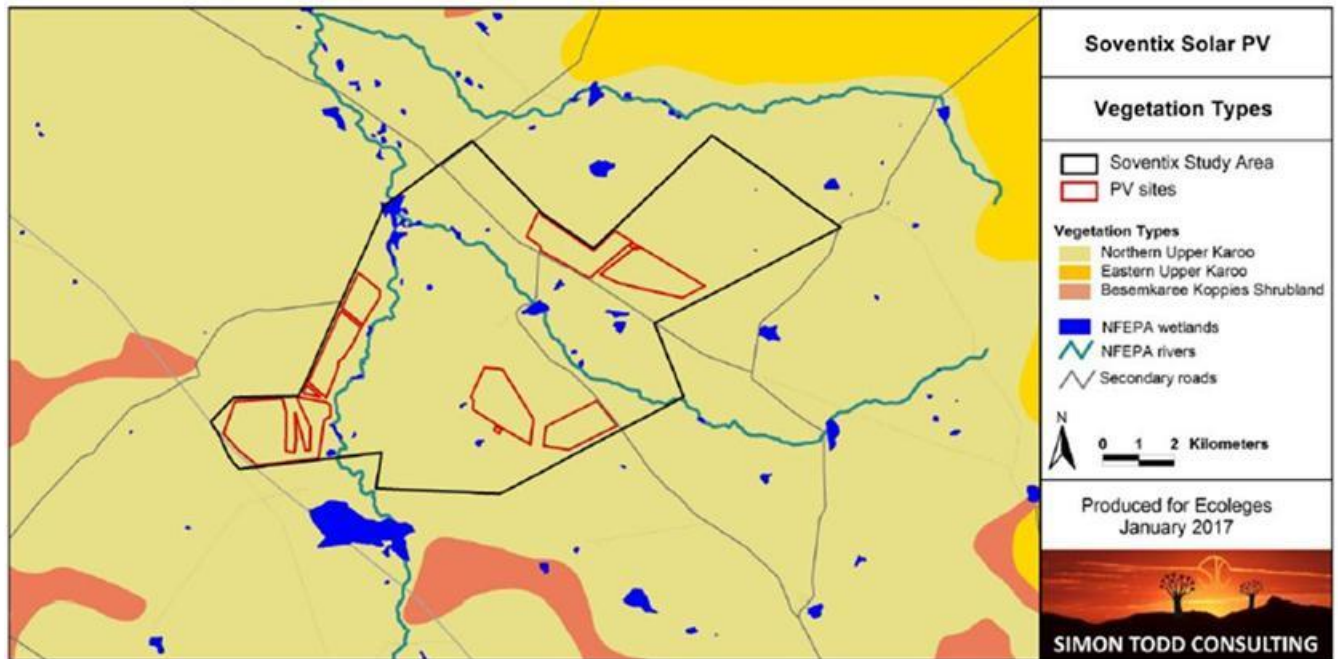 Soventix Solar PV
Vegetation Types
Soventix Study Area
PV sites
Vegetation Types
Northern Upper Karoo
Eastern Upper Karoo
Besemkaree Koppies Shrubland
NFEPA wetlands
NFEPA rivers
Secondary roads
N
0 1 2 Kilometers
Produced for Ecoleges
January 2017
SIMON TODD CONSULTING